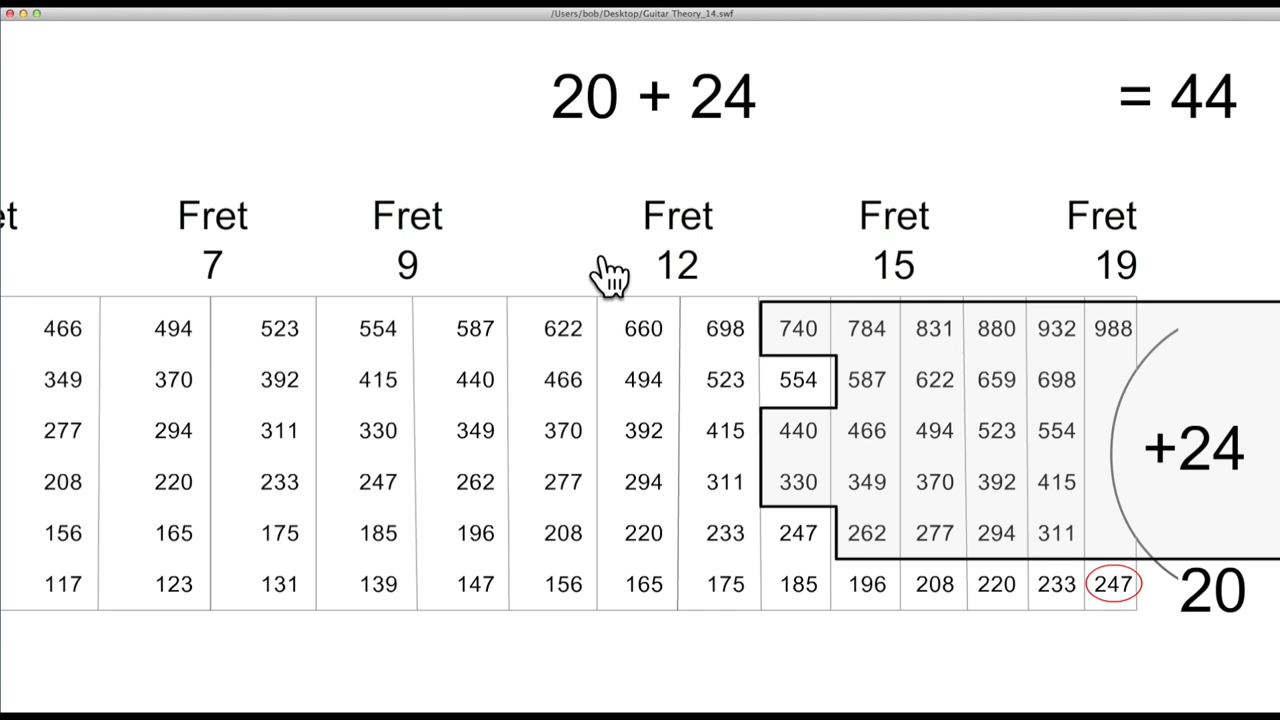 /Users/bob/Desktop/Guitar Theory_14.swf
20 + 24 = 44
et Fret Fret Fret Fret Fret
7 9 12 15 19
466 494 523 554 587 622 660 698 740 784 831 880 932 988
349 370 392 415 440 466 494 523 554 587 622 659 698
277 294 311 330 349 370 392 415 440 466 494 523 554
+24
208 220 233 247 262 277 294 311 330 349 370 392 415
156 165 175 185 196 208 220 233 247 262 277 294 311
117 123 131 139 147 156 165 175 185 196 208 220 233 247 20